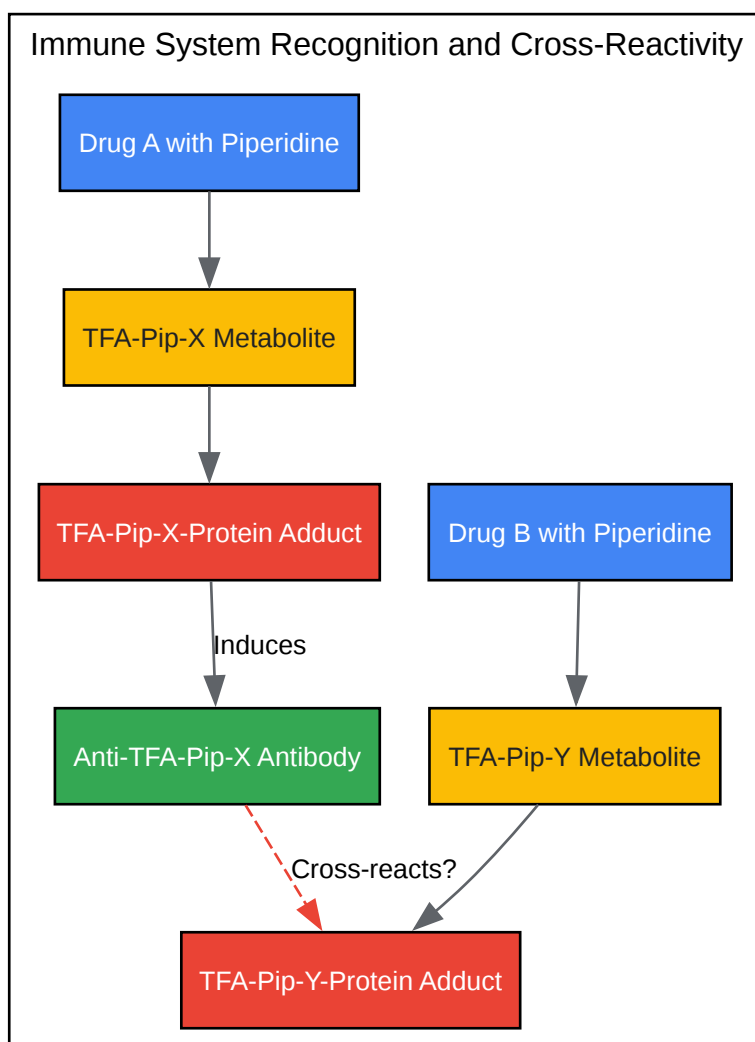 Immune System Recognition and Cross-Reactivity
Drug A with Piperidine
TFA-Pip-X Metabolite
TFA-Pip-X-Protein Adduct
Drug B with Piperidine
Induces
Anti-TFA-Pip-X Antibody
TFA-Pip-Y Metabolite
Cross-reacts?
TFA-Pip-Y-Protein Adduct